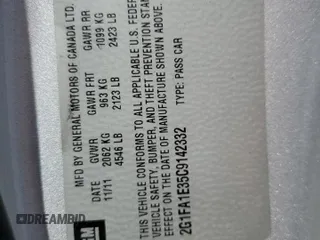 MFD BY GENERAL MOTORS OF CANADA LTD.
DATE GVWR GAWR FRT GAWR RR
11/11 2062 KG 963 KG 1099 KG
4546 LB 2123 LB 2423 LB
THIS VEHICLE CONFORMS TO ALL APPLICABLE U.S. FEDER
VEHICLE SAFETY, BUMPER, AND THEFT PREVENTION STAN
EFFECT ON THE DATE OF MANUFACTURE SHOWN ABOVE.
2G1FA1E35C9142332 TYPE: PASS CAR
GM
DREAMBID